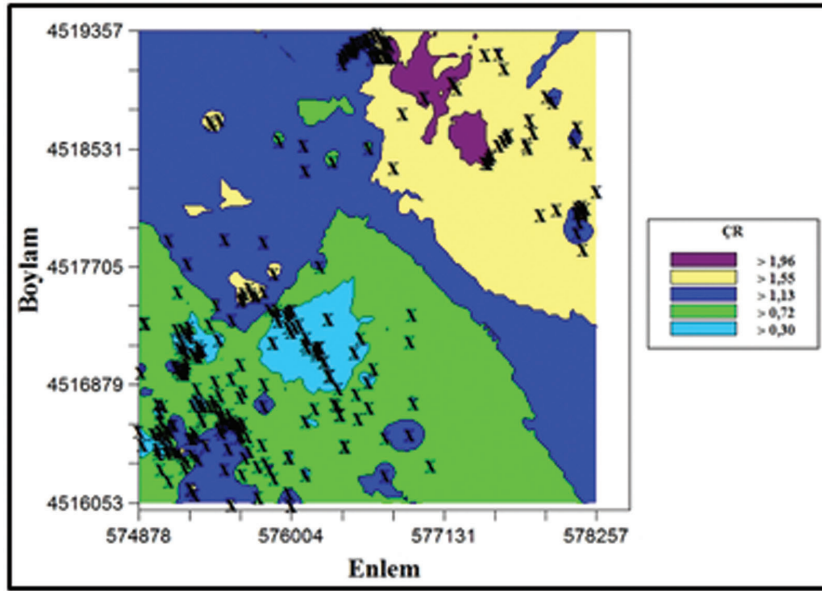 4519357
4518531
4517705
4516879
4516053
574878 576004 577131 578257
Boylam
Enlem
ÇR
> 1,96
> 1,55
> 1,13
> 0,72
> 0,30